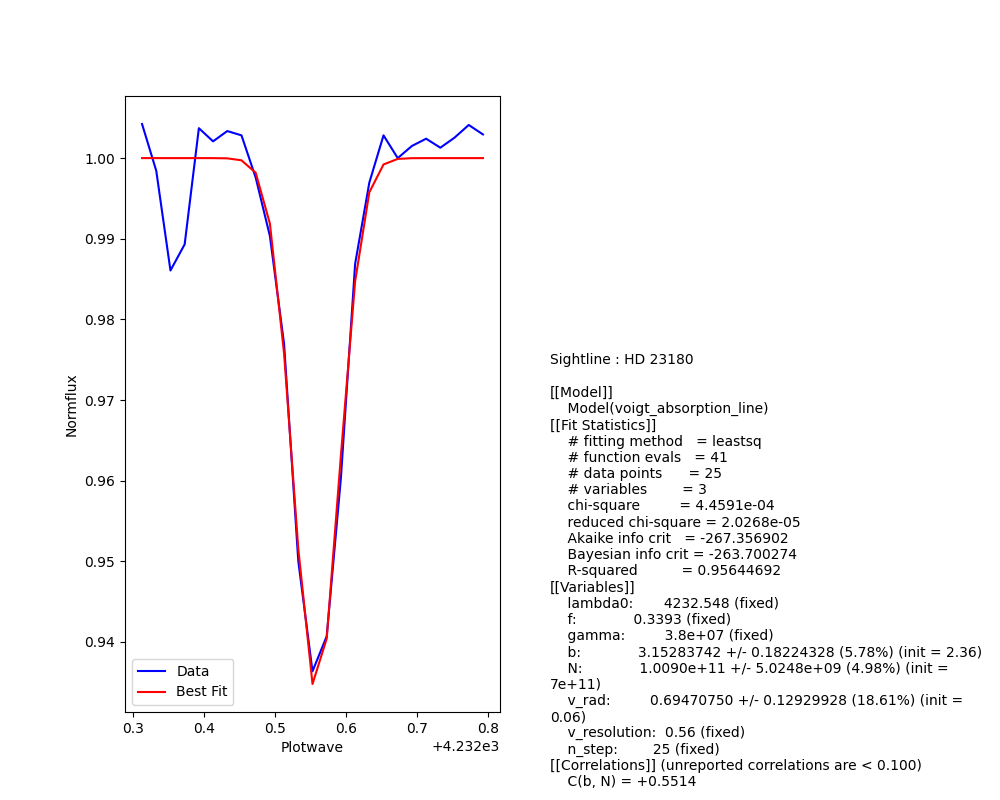 1.00
0.99
0.98
0.97
0.96
0.95
0.94
Normflux
Data
Best Fit
0.3 0.4 0.5 0.6 0.7 0.8
Plotwave
+4.232e3
Sightline : HD 23180
[[Model]]
Model(voigt_absorption_line)
[[Fit Statistics]]
# fitting method = leastsq
# function evals = 41
# data points = 25
# variables = 3
chi-square = 4.4591e-04
reduced chi-square = 2.0268e-05
Akaike info crit = -267.356902
Bayesian info crit = -263.700274
R-squared = 0.95644692
[[Variables]]
lambda0: 4232.548 (fixed)
f: 0.3393 (fixed)
gamma: 3.8e+07 (fixed)
b: 3.15283742 +/- 0.18224328 (5.78%) (init = 2.36)
N: 1.0090e+11 +/- 5.0248e+09 (4.98%) (init =
7e+11)
v_rad: 0.69470750 +/- 0.12929928 (18.61%) (init =
0.06)
v_resolution: 0.56 (fixed)
n_step: 25 (fixed)
[[Correlations]] (unreported correlations are < 0.100)
C(b, N) = +0.5514